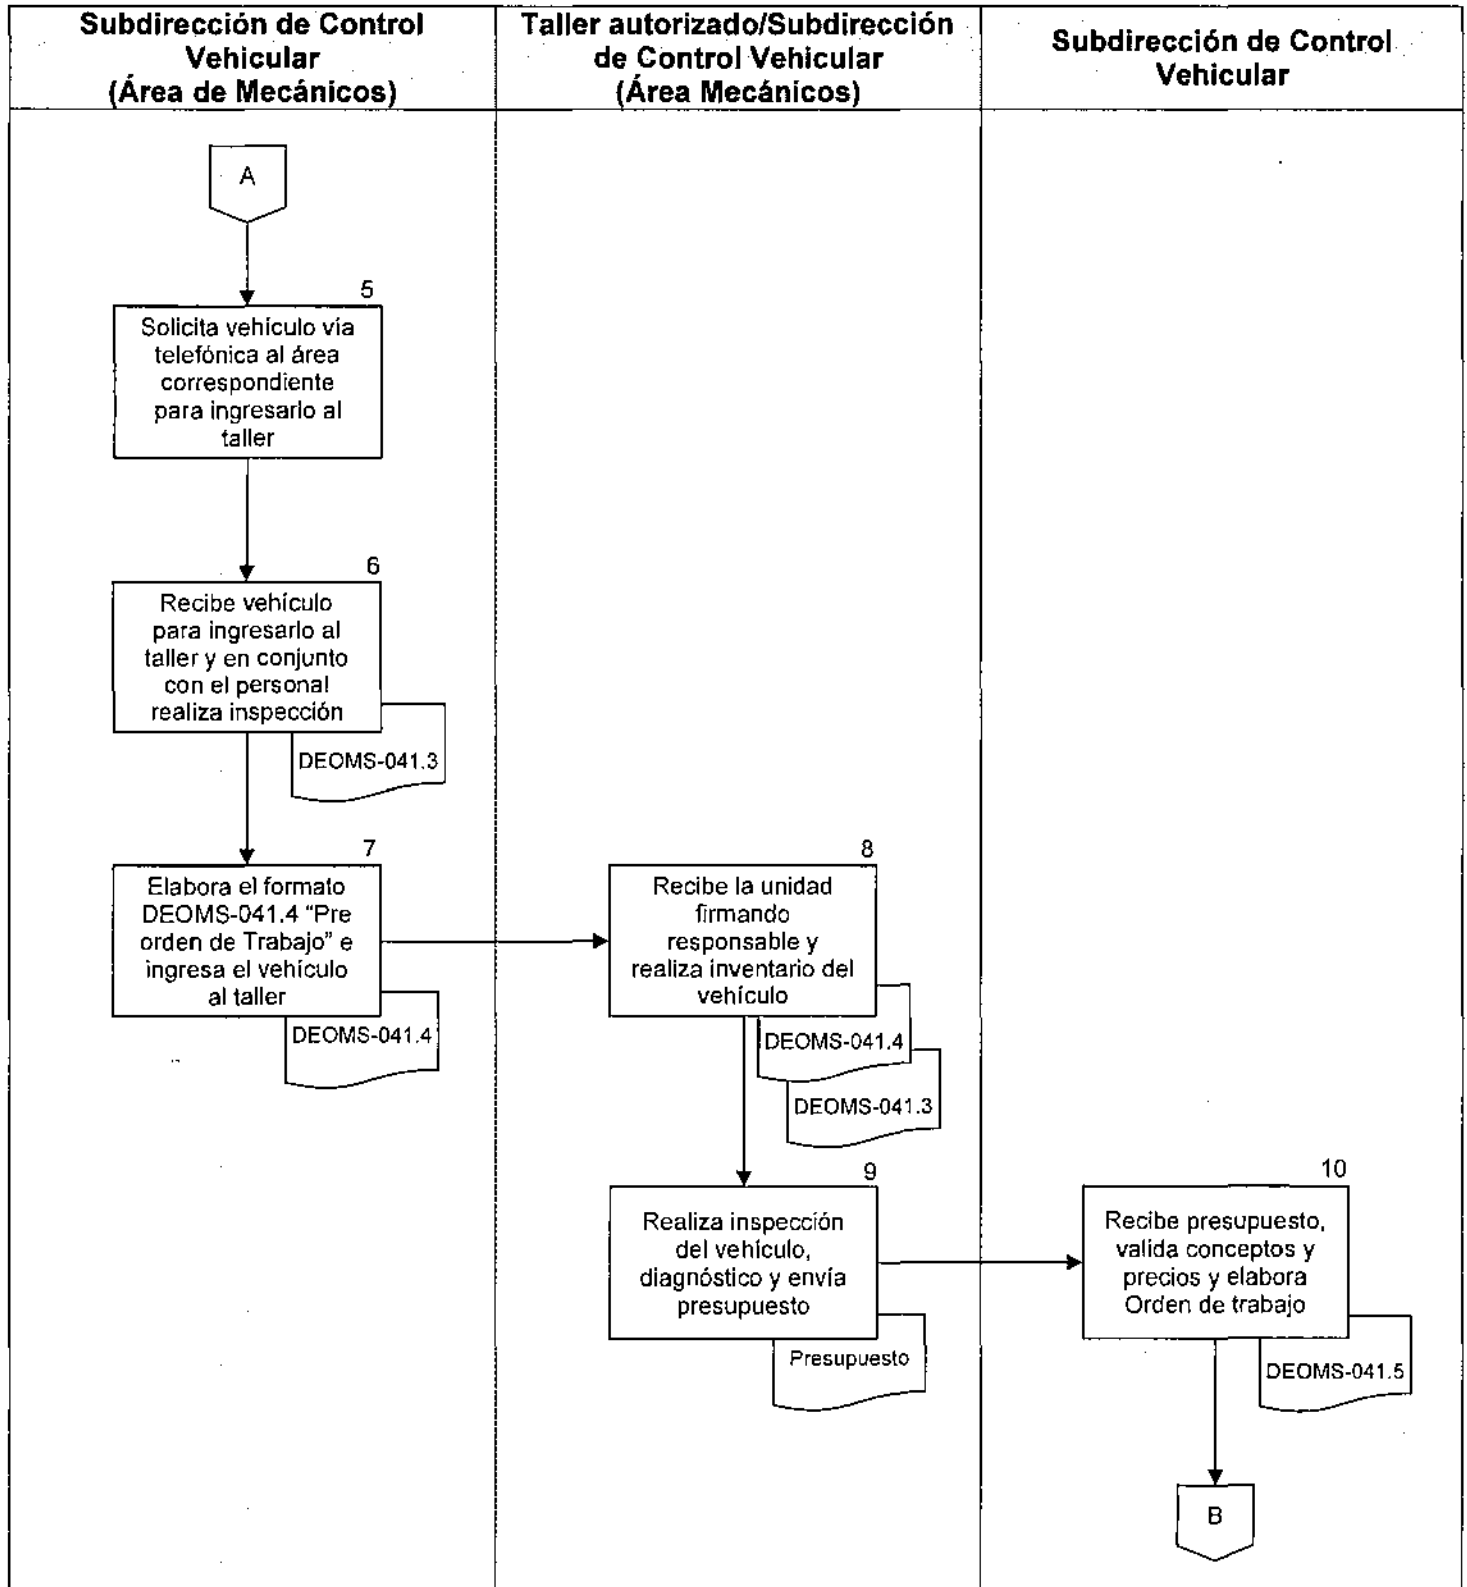 Subdirección de Control
Vehicular
(Área de Mecánicos)
Taller autorizado/Subdirección
de Control Vehicular
(Área Mecánicos)
Subdirección de Control
Vehicular
A
5
Solicita vehículo vía
telefónica al área
correspondiente
para ingresarlo al
taller
6
Recibe vehículo
para ingresarlo al
taller y en conjunto
con el personal
realiza inspección
DEOMS-041.3
7
Elabora el formato
DEOMS-041.4 “Pre
orden de Trabajo” e
ingresa el vehículo
al taller
DEOMS-041.4
8
Recibe la unidad
firmando
responsable y
realiza inventario del
vehículo
DEOMS-041.4
DEOMS-041.3
9
Realiza inspección
del vehículo,
diagnóstico y envía
presupuesto
Presupuesto
10
Recibe presupuesto,
valida conceptos y
precios y elabora
Orden de trabajo
DEOMS-041.5
B